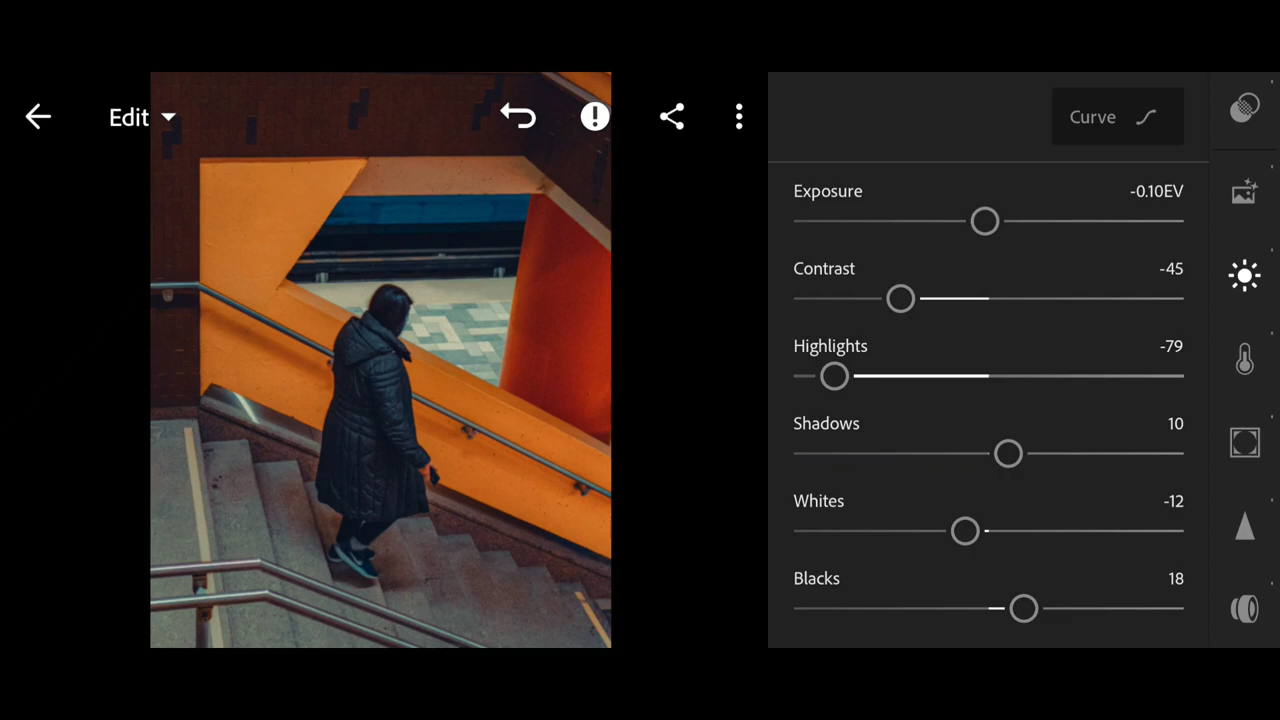 Edit
Curve
Exposure -0.10EV
Contrast -45
Highlights -79
Shadows 10
Whites -12
Blacks 18